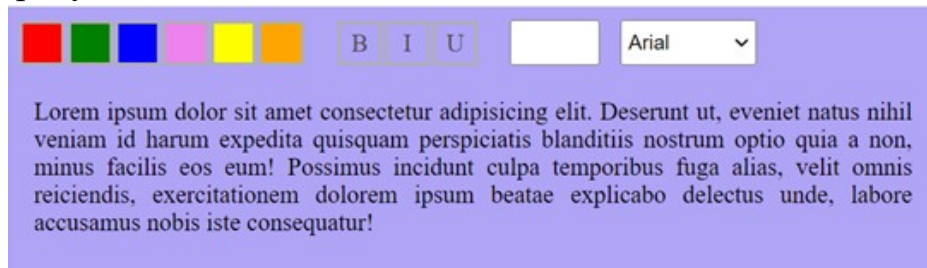 B I U Arial
Lorem ipsum dolor sit amet consectetur adipisicing elit. Deserunt ut, eveniet natus nihil
veniam id harum expedita quisquam perspiciatis blanditiis nostrum optio quia a non,
minus facilis eos eum! Possimus incidunt culpa temporibus fuga alias, velit omnis
reiciendis, exercitationem dolorem ipsum beatae explicabo delectus unde, labore
accusamus nobis iste consequatur!